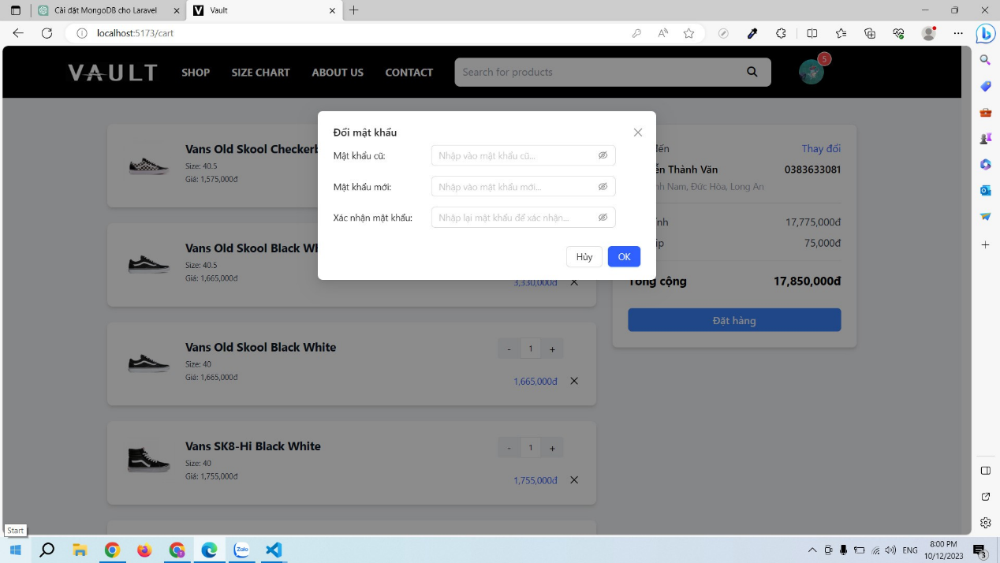 Cài đặt MongoDB cho Laravel
Vault
localhost:5173/cart
VAULT
SHOP
SIZE CHART
ABOUT US
CONTACT
Search for products
5
Đổi mật khẩu
Mật khẩu cũ:
Nhập vào mật khẩu cũ...
Mật khẩu mới:
Nhập vào mật khẩu mới...
Xác nhận mật khẩu:
Nhập lại mật khẩu để xác nhận...
Hủy
OK
Vans Old Skool
Size: 40.5
Giá: 1,575,000đ
Vans Old Skool Black
Size: 40.5
Giá: 1,665,000đ
3,330,000đ
Vans Old Skool Black White
Size: 40
Giá: 1,665,000đ
- 1 +
1,665,000đ
Vans SK8-Hi Black White
Size: 40
Giá: 1,755,000đ
- 1 +
1,755,000đ
Thay đổi
Thành Văn
0383633081
Nam, Đức Hòa, Long An
17,775,000đ
75,000đ
Tổng cộng
17,850,000đ
Đặt hàng
Start
Zalo
ENG
8:00 PM
10/12/2023
3